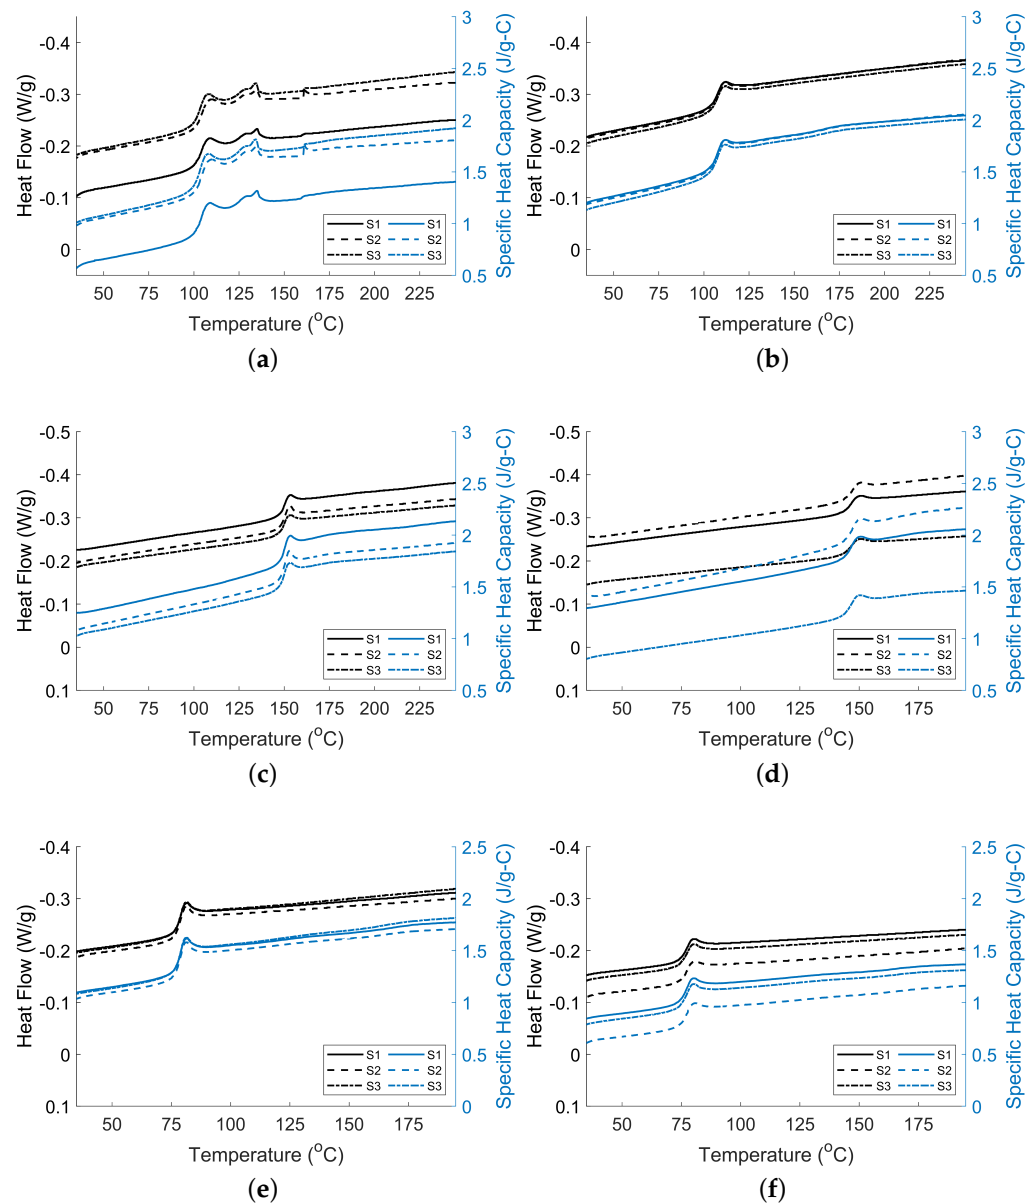 Heat Flow (W/g)
-0.4
-0.3
-0.2
-0.1
0
3
2.5
2
1.5
1
0.5
Specific Heat Capacity (J/g-C)
S1 S1
S2 S2
S3 S3
50 75 100 125 150 175 200 225
Temperature (°C)
(a)
Heat Flow (W/g)
-0.4
-0.3
-0.2
-0.1
0
3
2.5
2
1.5
1
0.5
Specific Heat Capacity (J/g-C)
S1 S1
S2 S2
S3 S3
50 75 100 125 150 175 200 225
Temperature (°C)
(b)
Heat Flow (W/g)
-0.5
-0.4
-0.3
-0.2
-0.1
0
0.1
3
2.5
2
1.5
1
0.5
Specific Heat Capacity (J/g-C)
S1 S1
S2 S2
S3 S3
50 75 100 125 150 175 200 225
Temperature (°C)
(c)
Heat Flow (W/g)
-0.5
-0.4
-0.3
-0.2
-0.1
0
0.1
3
2.5
2
1.5
1
0.5
Specific Heat Capacity (J/g-C)
S1 S1
S2 S2
S3 S3
50 75 100 125 150 175
Temperature (°C)
(d)
Heat Flow (W/g)
-0.4
-0.3
-0.2
-0.1
0
0.1
2.5
2
1.5
1
0.5
0
Specific Heat Capacity (J/g-C)
S1 S1
S2 S2
S3 S3
50 75 100 125 150 175
Temperature (°C)
(e)
Heat Flow (W/g)
-0.4
-0.3
-0.2
-0.1
0
0.1
2.5
2
1.5
1
0.5
0
Specific Heat Capacity (J/g-C)
S1 S1
S2 S2
S3 S3
50 75 100 125 150 175
Temperature (°C)
(f)